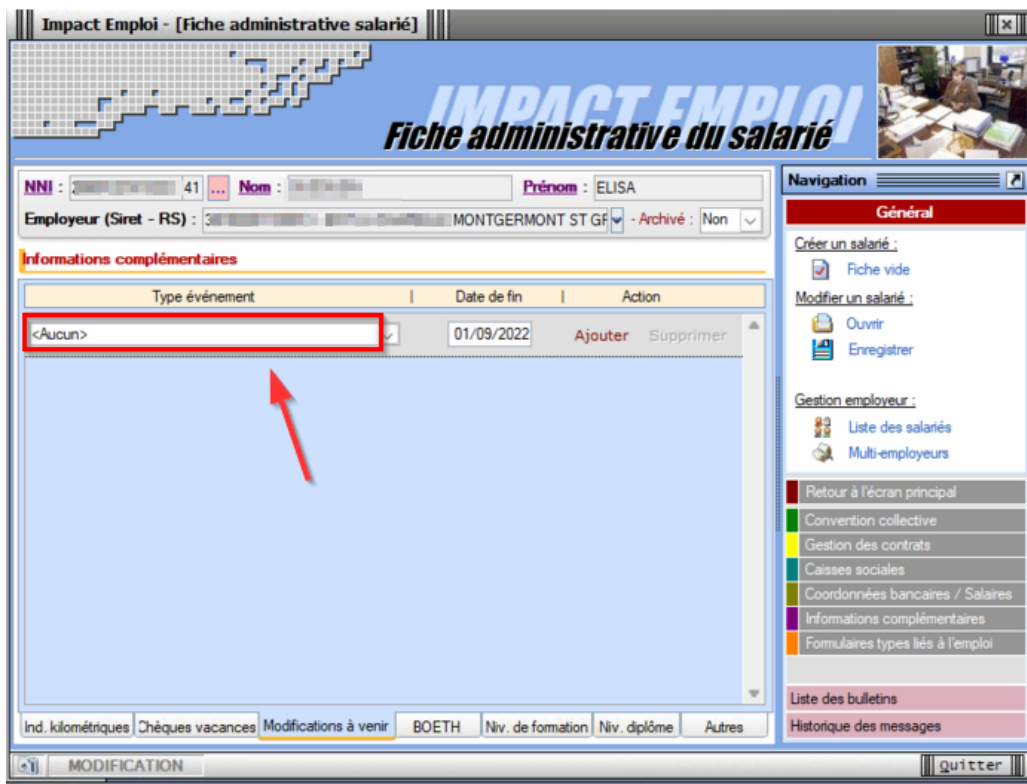 Impact Emploi - [Fiche administrative salarié]
IMPACT EMPLOI
Fiche administrative du salarié
NNI : 41 ... Nom : Prénom : ELISA
Employeur (Siret - RS) : MONTGERMONT ST GF - Archivé : Non
Informations complémentaires
Type événement | Date de fin | Action
<Aucun> 01/09/2022 Ajouter Supprimer
Ind. kilométriques Chèques vacances Modifications à venir BOETH Niv. de formation Niv. diplôme Autres
Navigation
Général
Créer un salarié :
Fiche vide
Modifier un salarié :
Ouvrir
Enregistrer
Gestion employeur :
Liste des salariés
Multi-employeurs
Retour à l'écran principal
Convention collective
Gestion des contrats
Caisses sociales
Coordonnées bancaires / Salaires
Informations complémentaires
Formulaires types liés à l'emploi
Liste des bulletins
Historique des messages
MODIFICATION Quitter